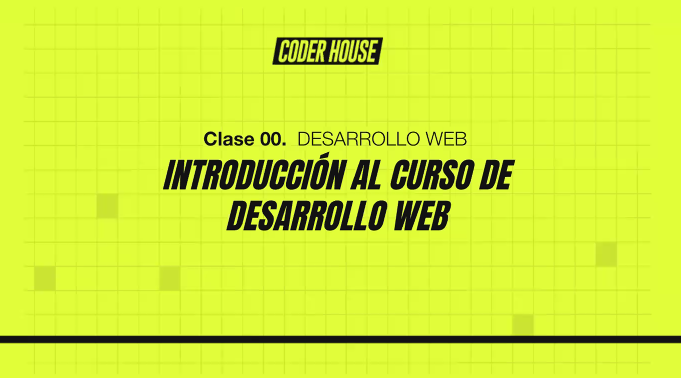 CODER HOUSE
Clase 00. DESARROLLO WEB
INTRODUCCIÓN AL CURSO DE
DESARROLLO WEB